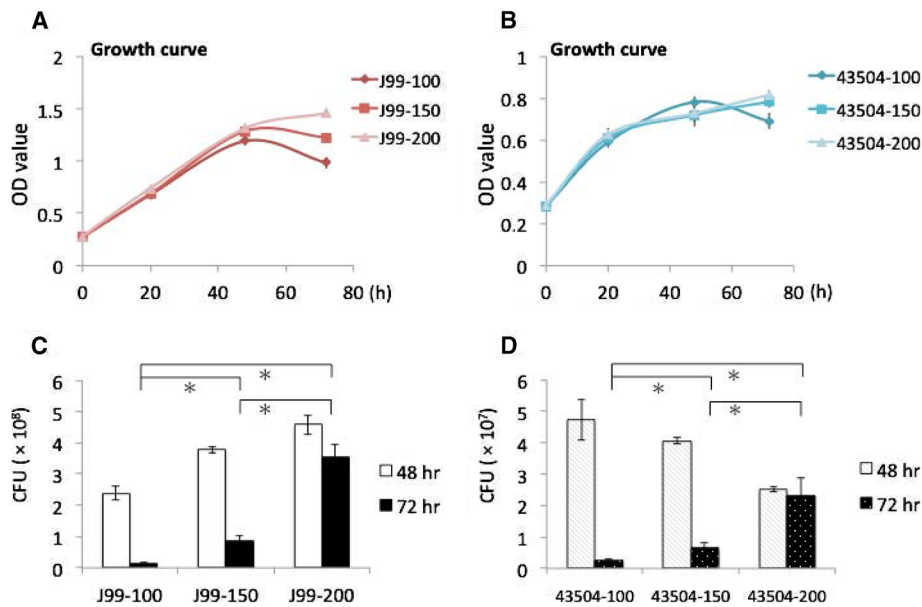 A
Growth curve
2
1.5
1
0.5
0
OD value
0
20
40
60
80
(h)
J99-100
J99-150
J99-200
B
Growth curve
1
0.8
0.6
0.4
0.2
0
OD value
0
20
40
60
80
(h)
43504-100
43504-150
43504-200
C
6
5
4
3
2
1
0
CFU ( × 10⁸)
*
*
*
J99-100
J99-150
J99-200
48 hr
72 hr
D
6
5
4
3
2
1
0
CFU ( × 10⁷)
*
*
*
43504-100
43504-150
43504-200
48 hr
72 hr